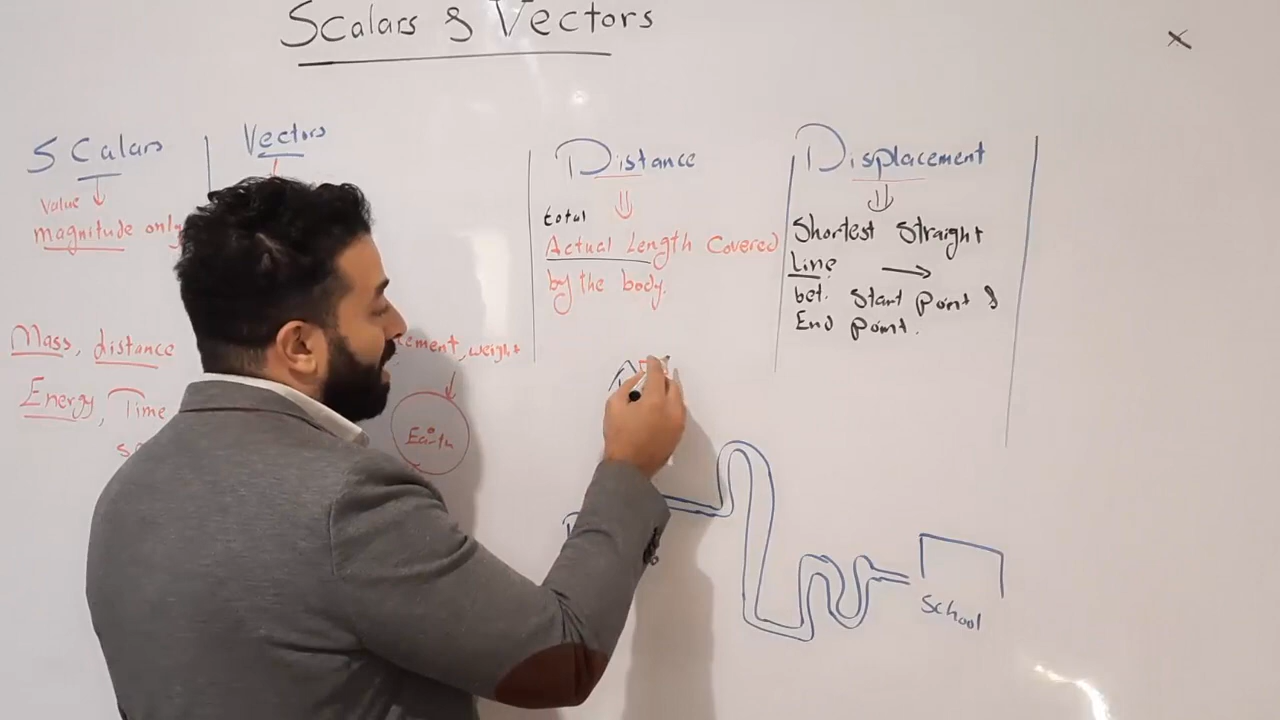 Scalars & Vectors
Scalars
Value
magnitude only
Mass, distance
Energy, Time
Vectors
weight
Earth
Distance
total
Actual Length Covered
by the body.
Displacement
Shortest Straight
Line
bet. Start Point &
End point.
School